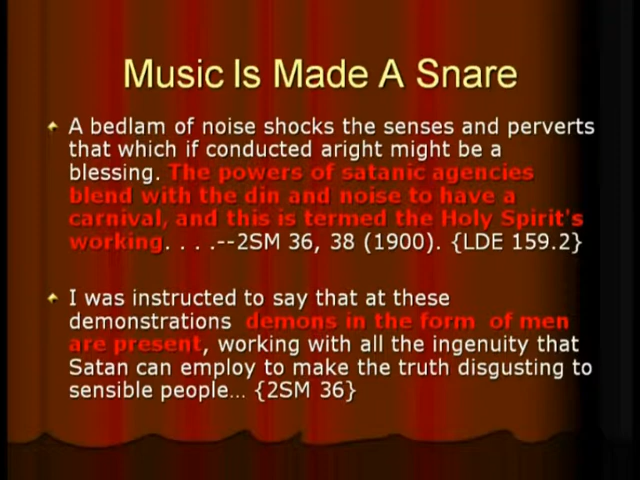 Music Is Made A Snare
A bedlam of noise shocks the senses and perverts
that which if conducted aright might be a
blessing. The powers of satanic agencies
blend with the din and noise to have a
carnival, and this is termed the Holy Spirit's
working. . . .--2SM 36, 38 (1900). {LDE 159.2}
I was instructed to say that at these
demonstrations demons in the form of men
are present, working with all the ingenuity that
Satan can employ to make the truth disgusting to
sensible people… {2SM 36}